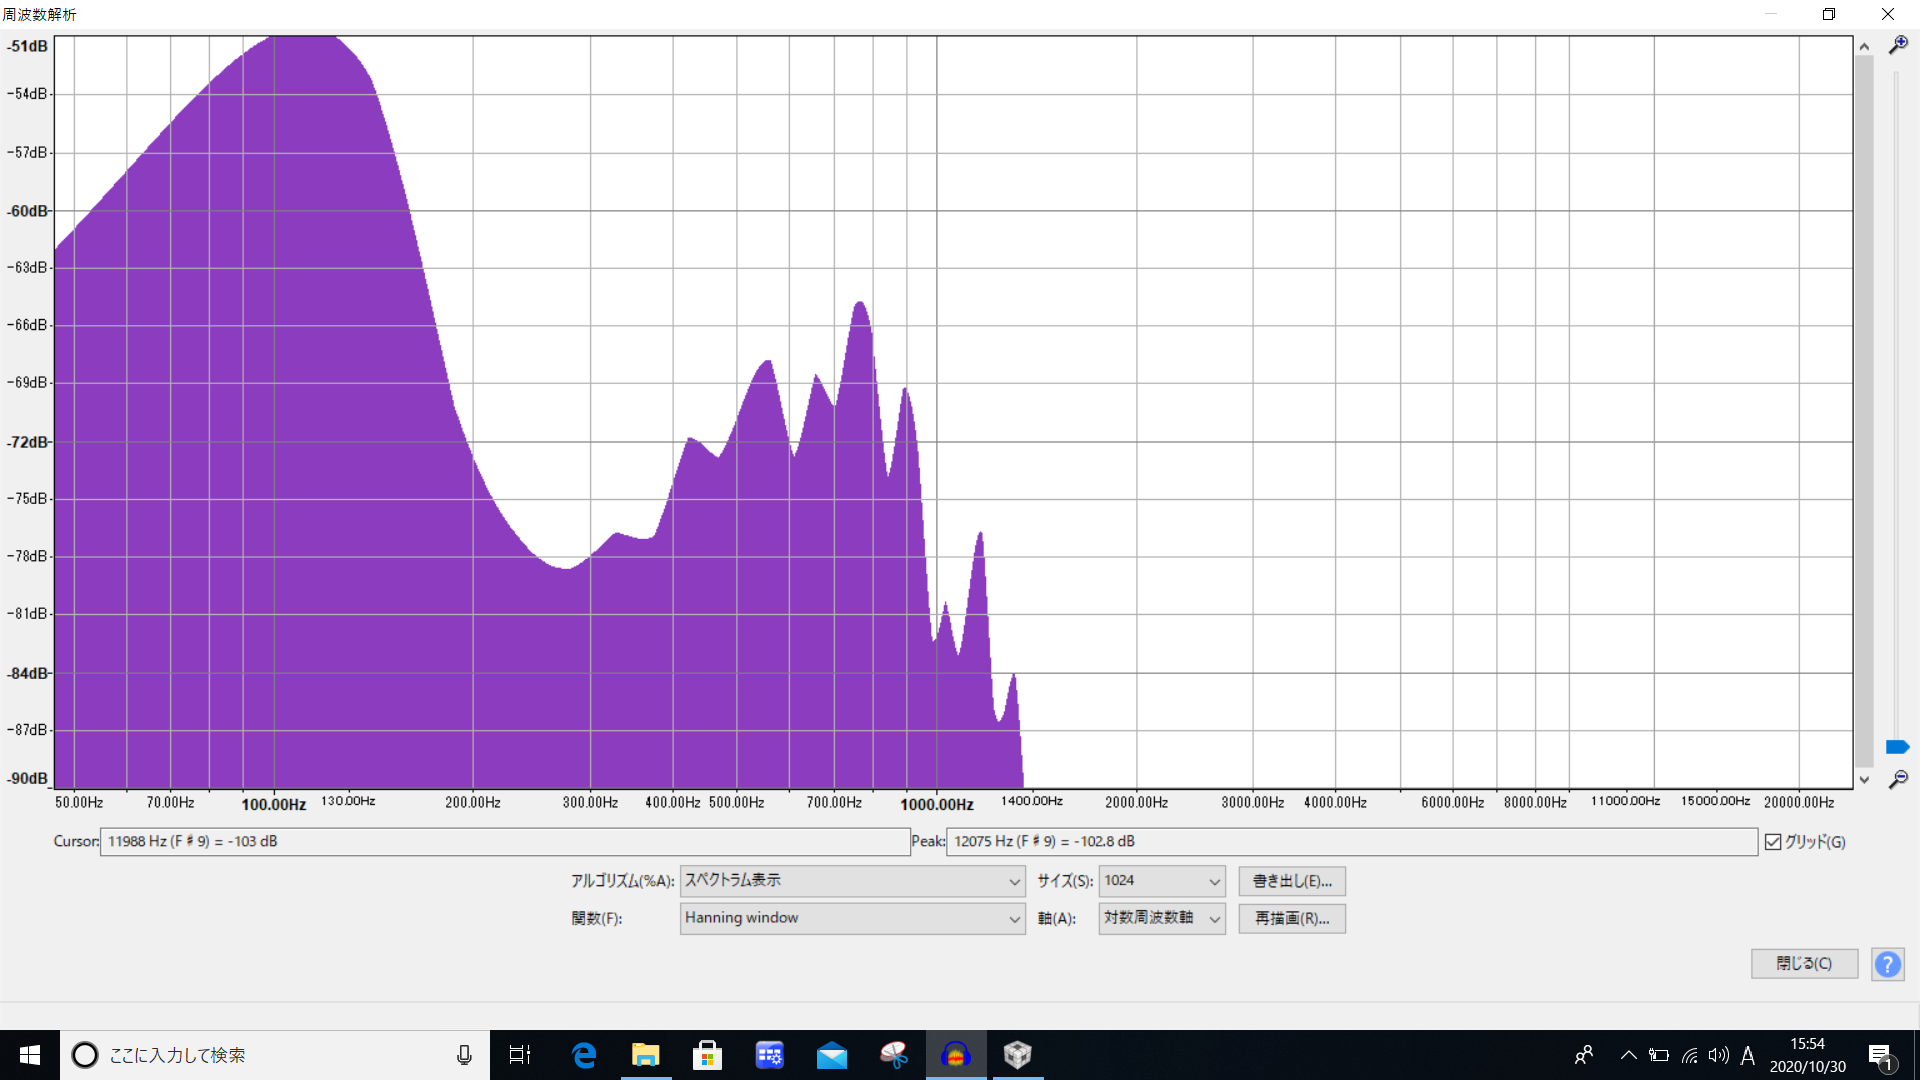 周波数解析
-51dB
-54dB
-57dB
-60dB
-63dB
-66dB
-69dB
-72dB
-75dB
-78dB
-81dB
-84dB
-87dB
-90dB
50.00Hz 70.00Hz 100.00Hz 130.00Hz 200.00Hz 300.00Hz 400.00Hz 500.00Hz 700.00Hz 1000.00Hz 1400.00Hz 2000.00Hz 3000.00Hz 4000.00Hz 6000.00Hz 8000.00Hz 11000.00Hz 15000.00Hz 20000.00Hz
Cursor: 11988 Hz (F♯9) = -103 dB Peak: 12075 Hz (F♯9) = -102.8 dB グリッド(G)
アルゴリズム(%A): スペクトラム表示 サイズ(S): 1024 書き出し(E)...
関数(F): Hanning window 軸(A): 対数周波数軸 再描画(R)...
閉じる(C) ?
ここに入力して検索 A 15:54
2020/10/30 1